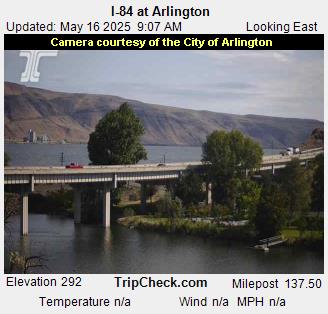 I-84 at Arlington
Updated: May 16 2025 9:07 AM Looking East
Camera courtesy of the City of Arlington
Elevation 292 TripCheck.com Milepost 137.50
Temperature n/a Wind n/a MPH n/a